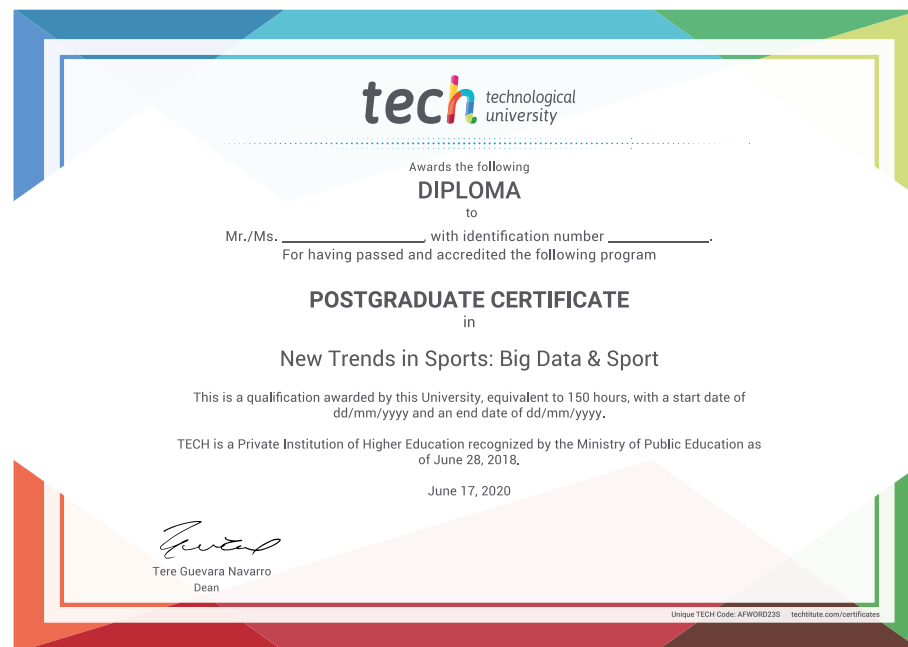 tech technological
university
Awards the following
DIPLOMA
to
Mr./Ms. ____________, with identification number ____________.
For having passed and accredited the following program
POSTGRADUATE CERTIFICATE
in
New Trends in Sports: Big Data & Sport
This is a qualification awarded by this University, equivalent to 150 hours, with a start date of
dd/mm/yyyy and an end date of dd/mm/yyyy.
TECH is a Private Institution of Higher Education recognized by the Ministry of Public Education as
of June 28, 2018.
June 17, 2020
Tere Guevara Navarro
Dean
Unique TECH Code: AFWORD23S techtitute.com/certificates